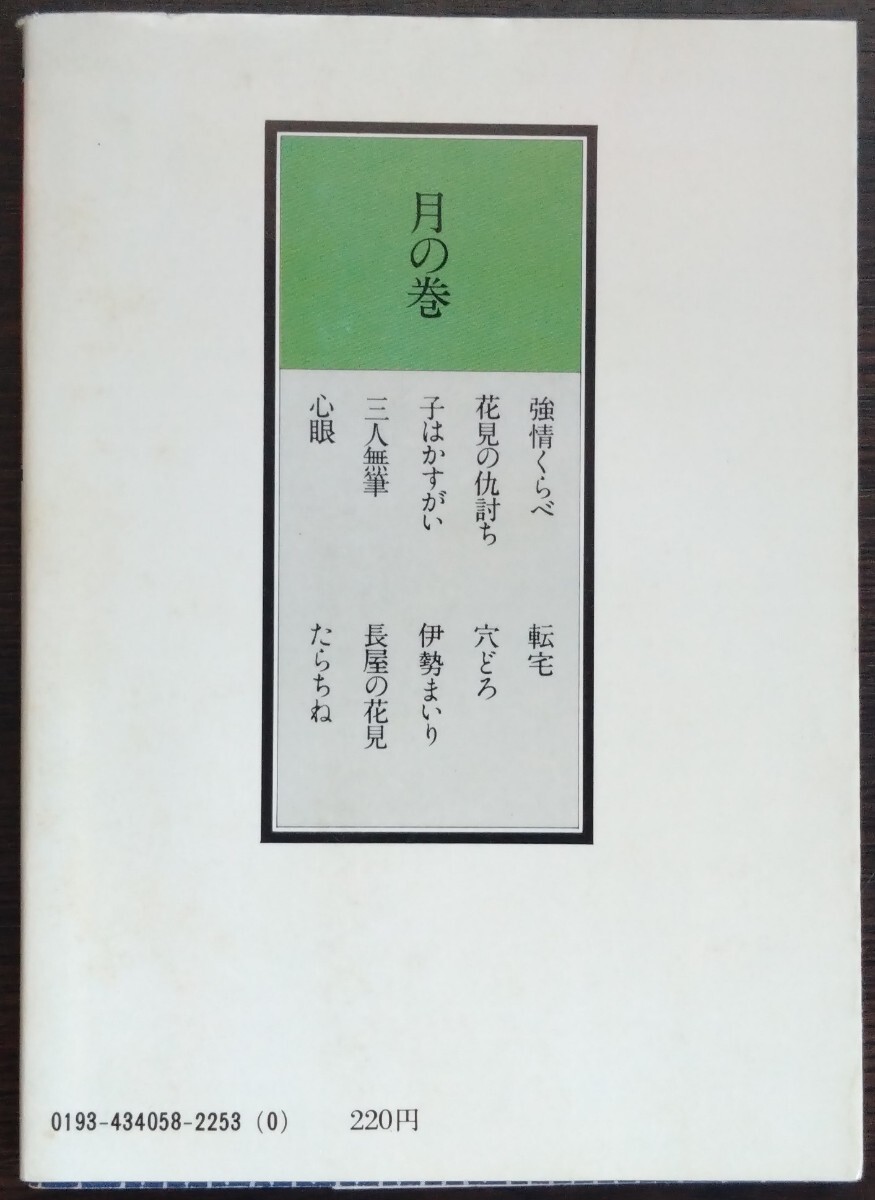 月の巻
強情くらべ
花見の仇討ち
子はかすがい
三人無筆
心眼
転宅
穴どろ
伊勢まいり
長屋の花見
たらちね
0193-434058-2253 (0) 220円